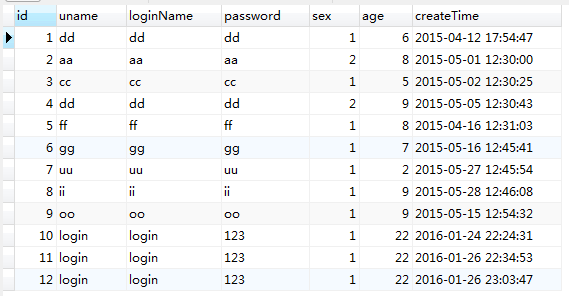 id uname loginName password sex age createTime
1 dd dd dd 1 6 2015-04-12 17:54:47
2 aa aa aa 2 8 2015-05-01 12:30:00
3 cc cc cc 1 5 2015-05-02 12:30:25
4 dd dd dd 2 9 2015-05-05 12:30:43
5 ff ff ff 1 8 2015-04-16 12:31:03
6 gg gg gg 1 7 2015-05-16 12:45:41
7 uu uu uu 1 2 2015-05-27 12:45:54
8 ii ii ii 1 9 2015-05-28 12:46:08
9 oo oo oo 1 9 2015-05-15 12:54:32
10 login login 123 1 22 2016-01-24 22:24:31
11 login login 123 1 22 2016-01-26 22:34:53
12 login login 123 1 22 2016-01-26 23:03:47